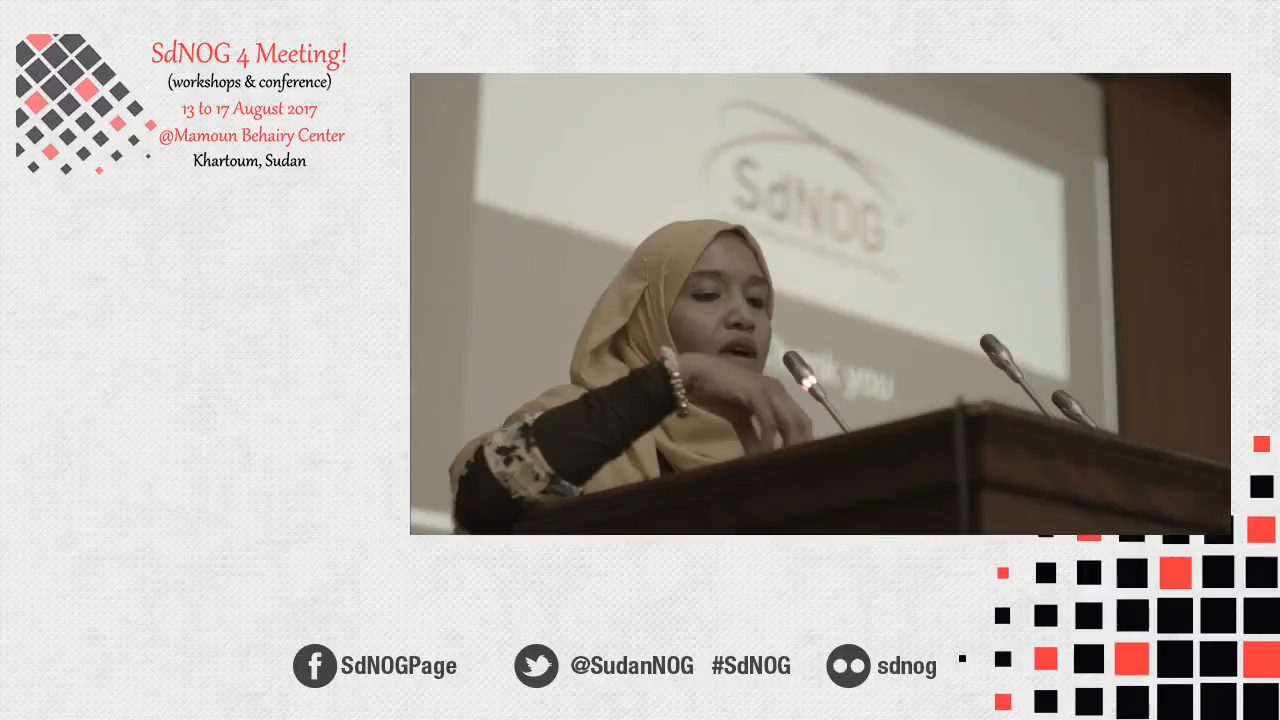 SdNOG 4 Meeting!
(workshops & conference)
13 to 17 August 2017
@Mamoun Behairy Center
Khartoum, Sudan
SdNOG
you
SdNOGPage
@SudanNOG #SdNOG
sdnog